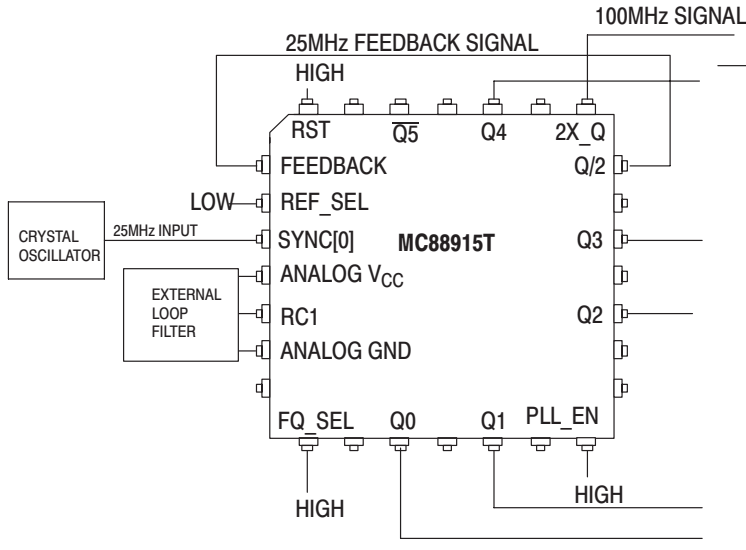 100MHz SIGNAL
25MHz FEEDBACK SIGNAL
HIGH
RST
Q5
Q4
2X_Q
FEEDBACK
Q/2
LOW
REF_SEL
CRYSTAL
OSCILLATOR
25MHz INPUT
SYNC[0]
MC88915T
Q3
ANALOG VCC
EXTERNAL
LOOP
FILTER
RC1
Q2
ANALOG GND
FQ_SEL
Q0
Q1
PLL_EN
HIGH
HIGH